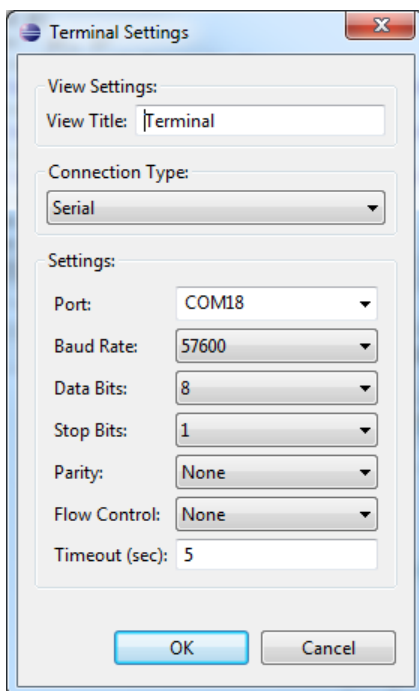 Terminal Settings
View Settings:
View Title: Terminal
Connection Type:
Serial
Settings:
Port: COM18
Baud Rate: 57600
Data Bits: 8
Stop Bits: 1
Parity: None
Flow Control: None
Timeout (sec): 5
OK Cancel